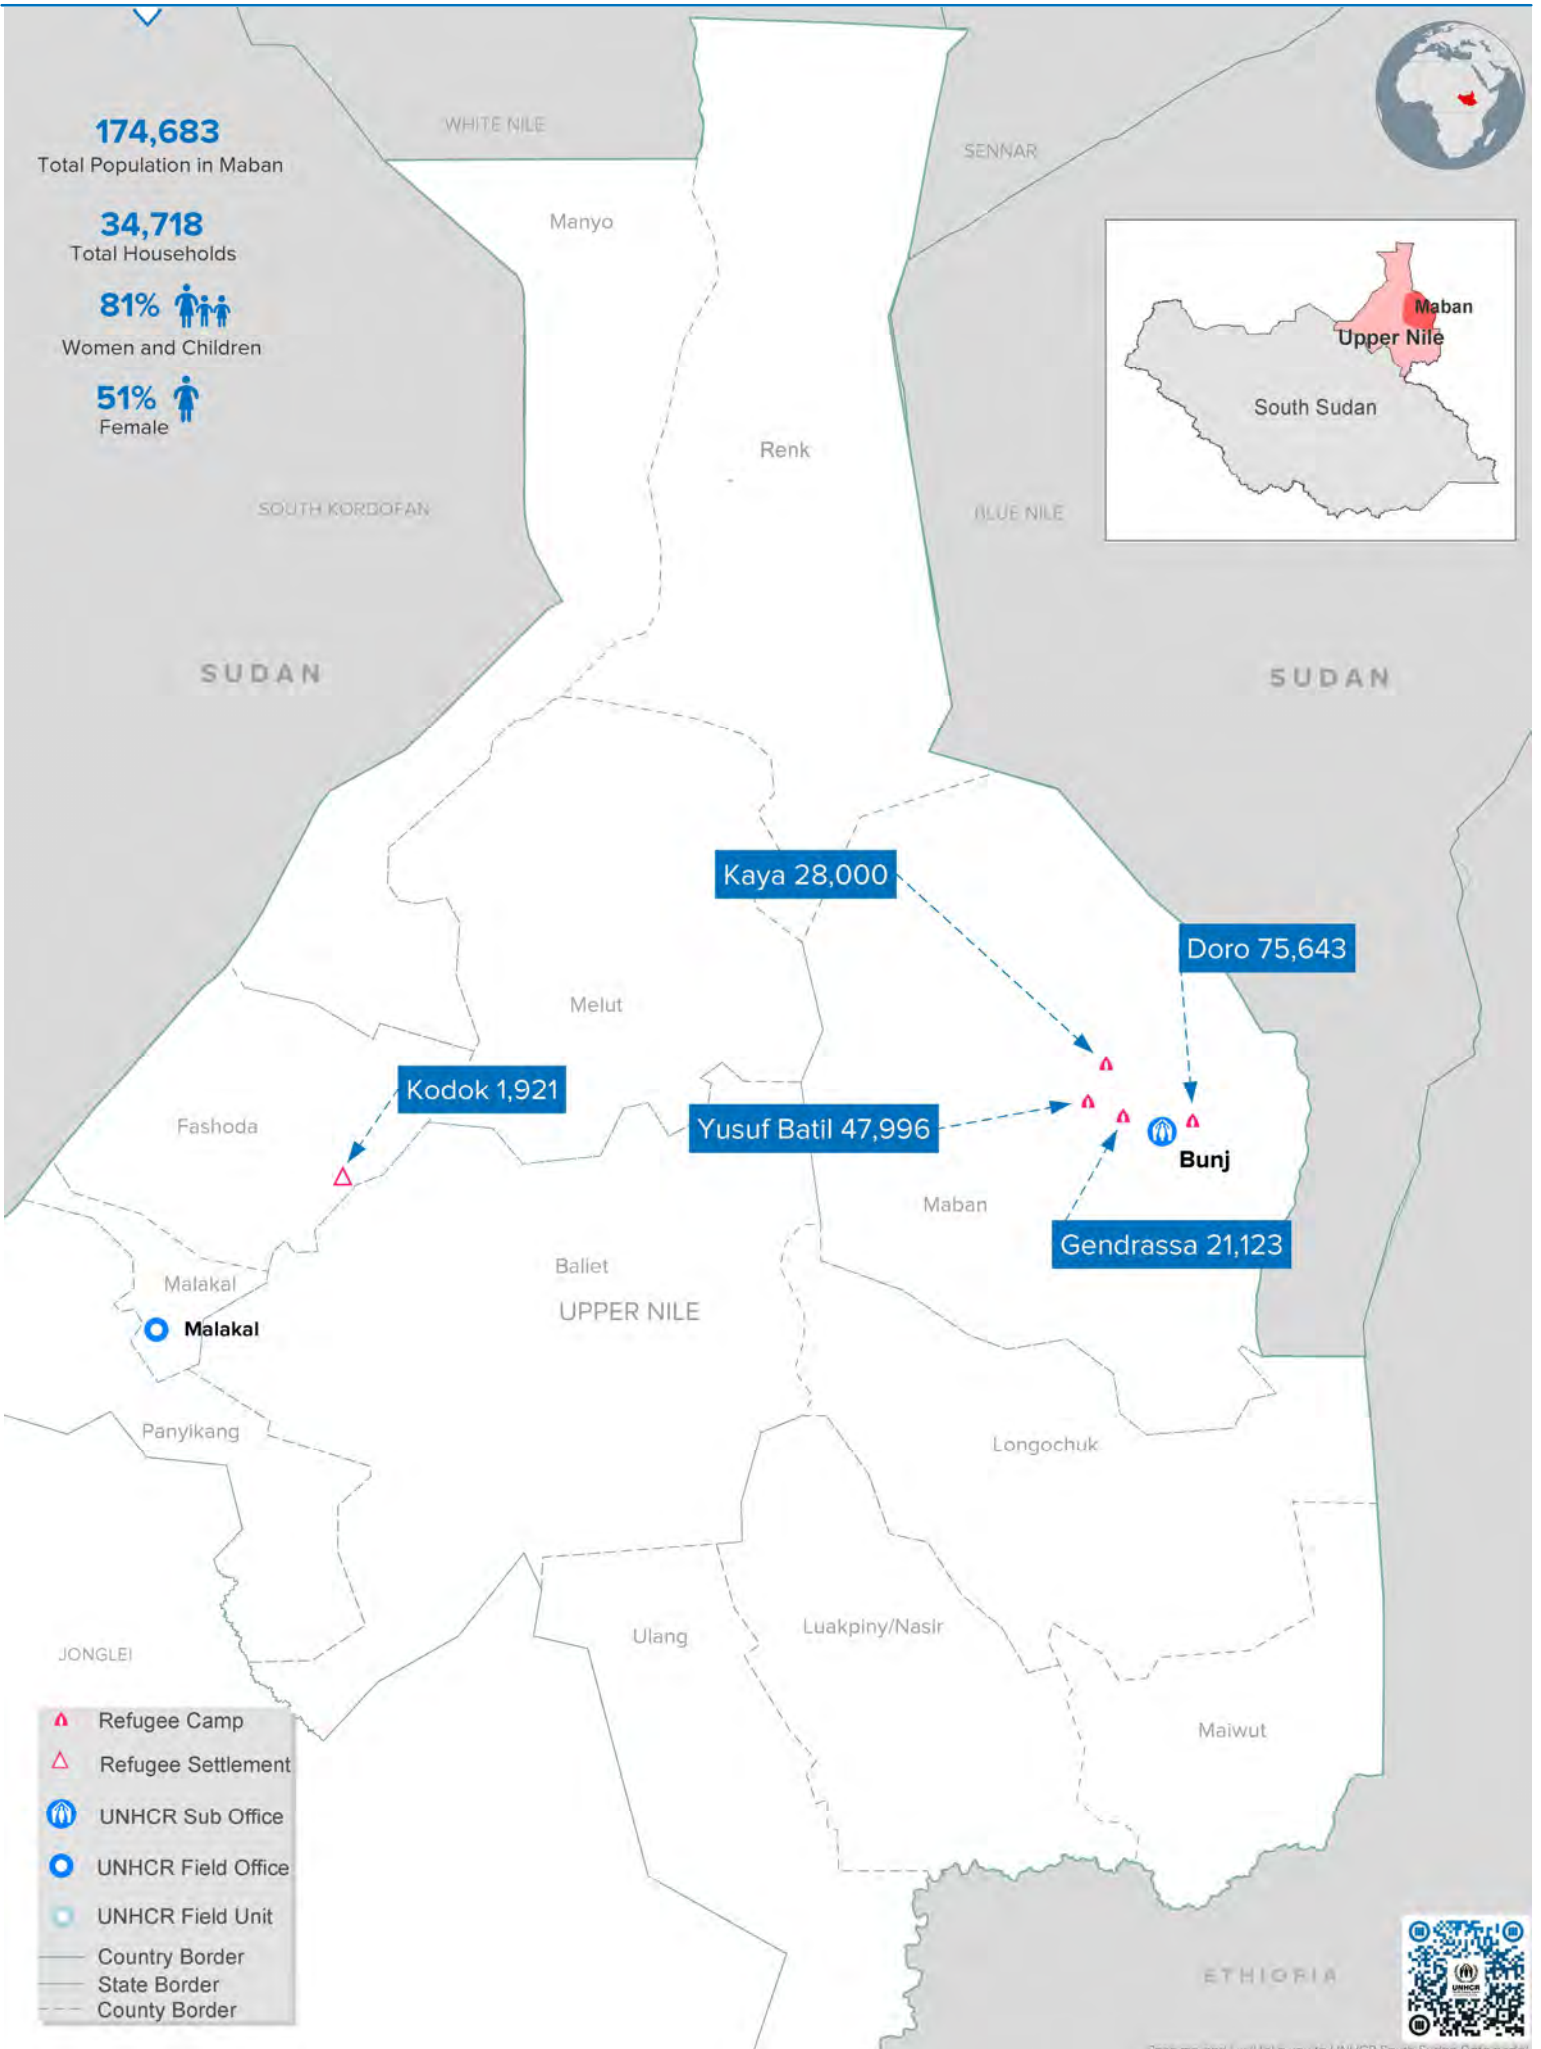 174,683
Total Population in Maban
34,718
Total Households
81%
Women and Children
51%
Female
WHITE NILE
SENNAR
Manyo
Maban
Upper Nile
South Sudan
Renk
SOUTH KORDOFAN
BLUE NILE
SUDAN
SUDAN
Kaya 28,000
Doro 75,643
Melut
Kodok 1,921
Fashoda
Yusuf Batil 47,996
Bunj
Maban
Gendrassa 21,123
Baliet
Malakal
UPPER NILE
Malakal
Panyikang
Longochuk
Luakpiny/Nasir
Ulang
JONGLEI
Maiwut
Refugee Camp
Refugee Settlement
UNHCR Sub Office
UNHCR Field Office
UNHCR Field Unit
Country Border
State Border
County Border
ETHIOPIA
UNHCR